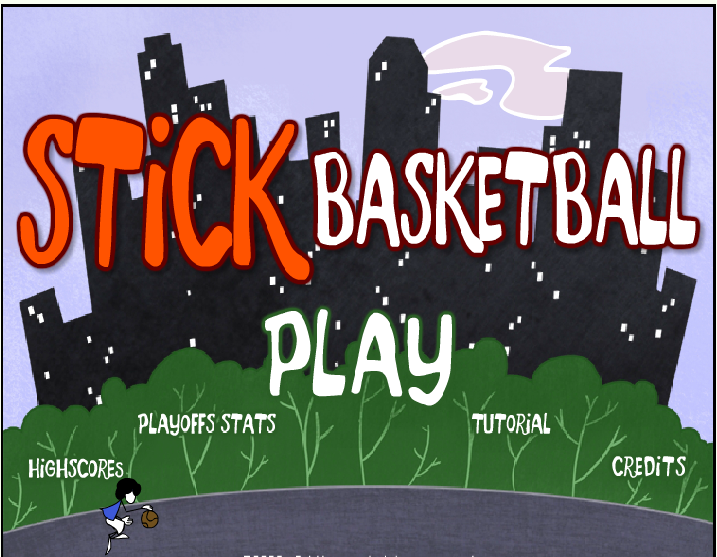 STiCK BASKETBALL
PLAY
PLAYOFFS STATS
TUTORiAL
HiGHSCORES
CREDiTS